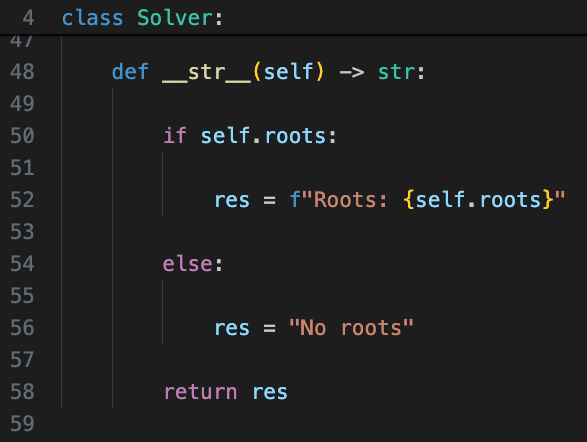 4 class Solver:
47
48 def __str__(self) -> str:
49
50 if self.roots:
51
52 res = f"Roots: {self.roots}"
53
54 else:
55
56 res = "No roots"
57
58 return res
59